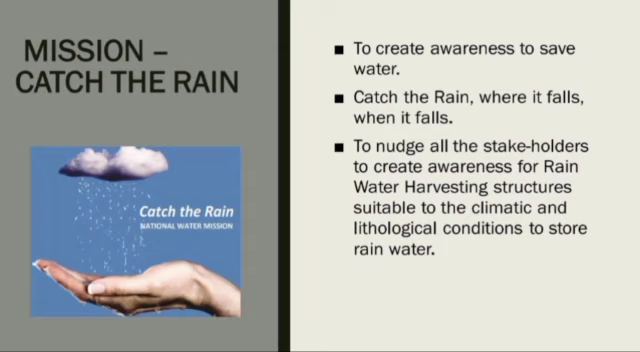 MISSION –
CATCH THE RAIN
Catch the Rain
NATIONAL WATER MISSION
■ To create awareness to save
water.
■ Catch the Rain, where it falls,
when it falls.
■ To nudge all the stake-holders
to create awareness for Rain
Water Harvesting structures
suitable to the climatic and
lithological conditions to store
rain water.